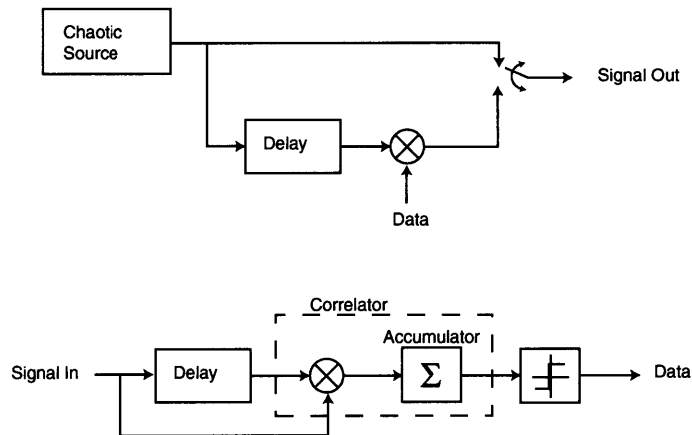 Chaotic
Source
Signal Out
Delay
Data
Correlator
Accumulator
Signal In
Delay
Σ
Data